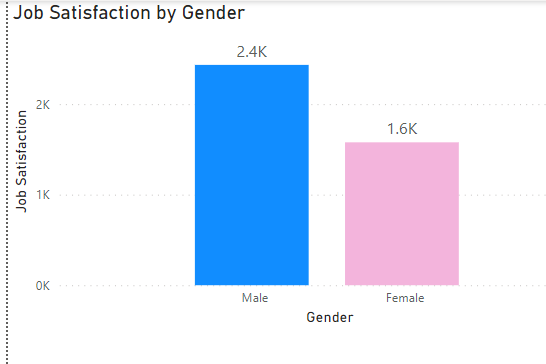 Job Satisfaction by Gender
2.4K
1.6K
2K
1K
0K
Job Satisfaction
Male Female
Gender